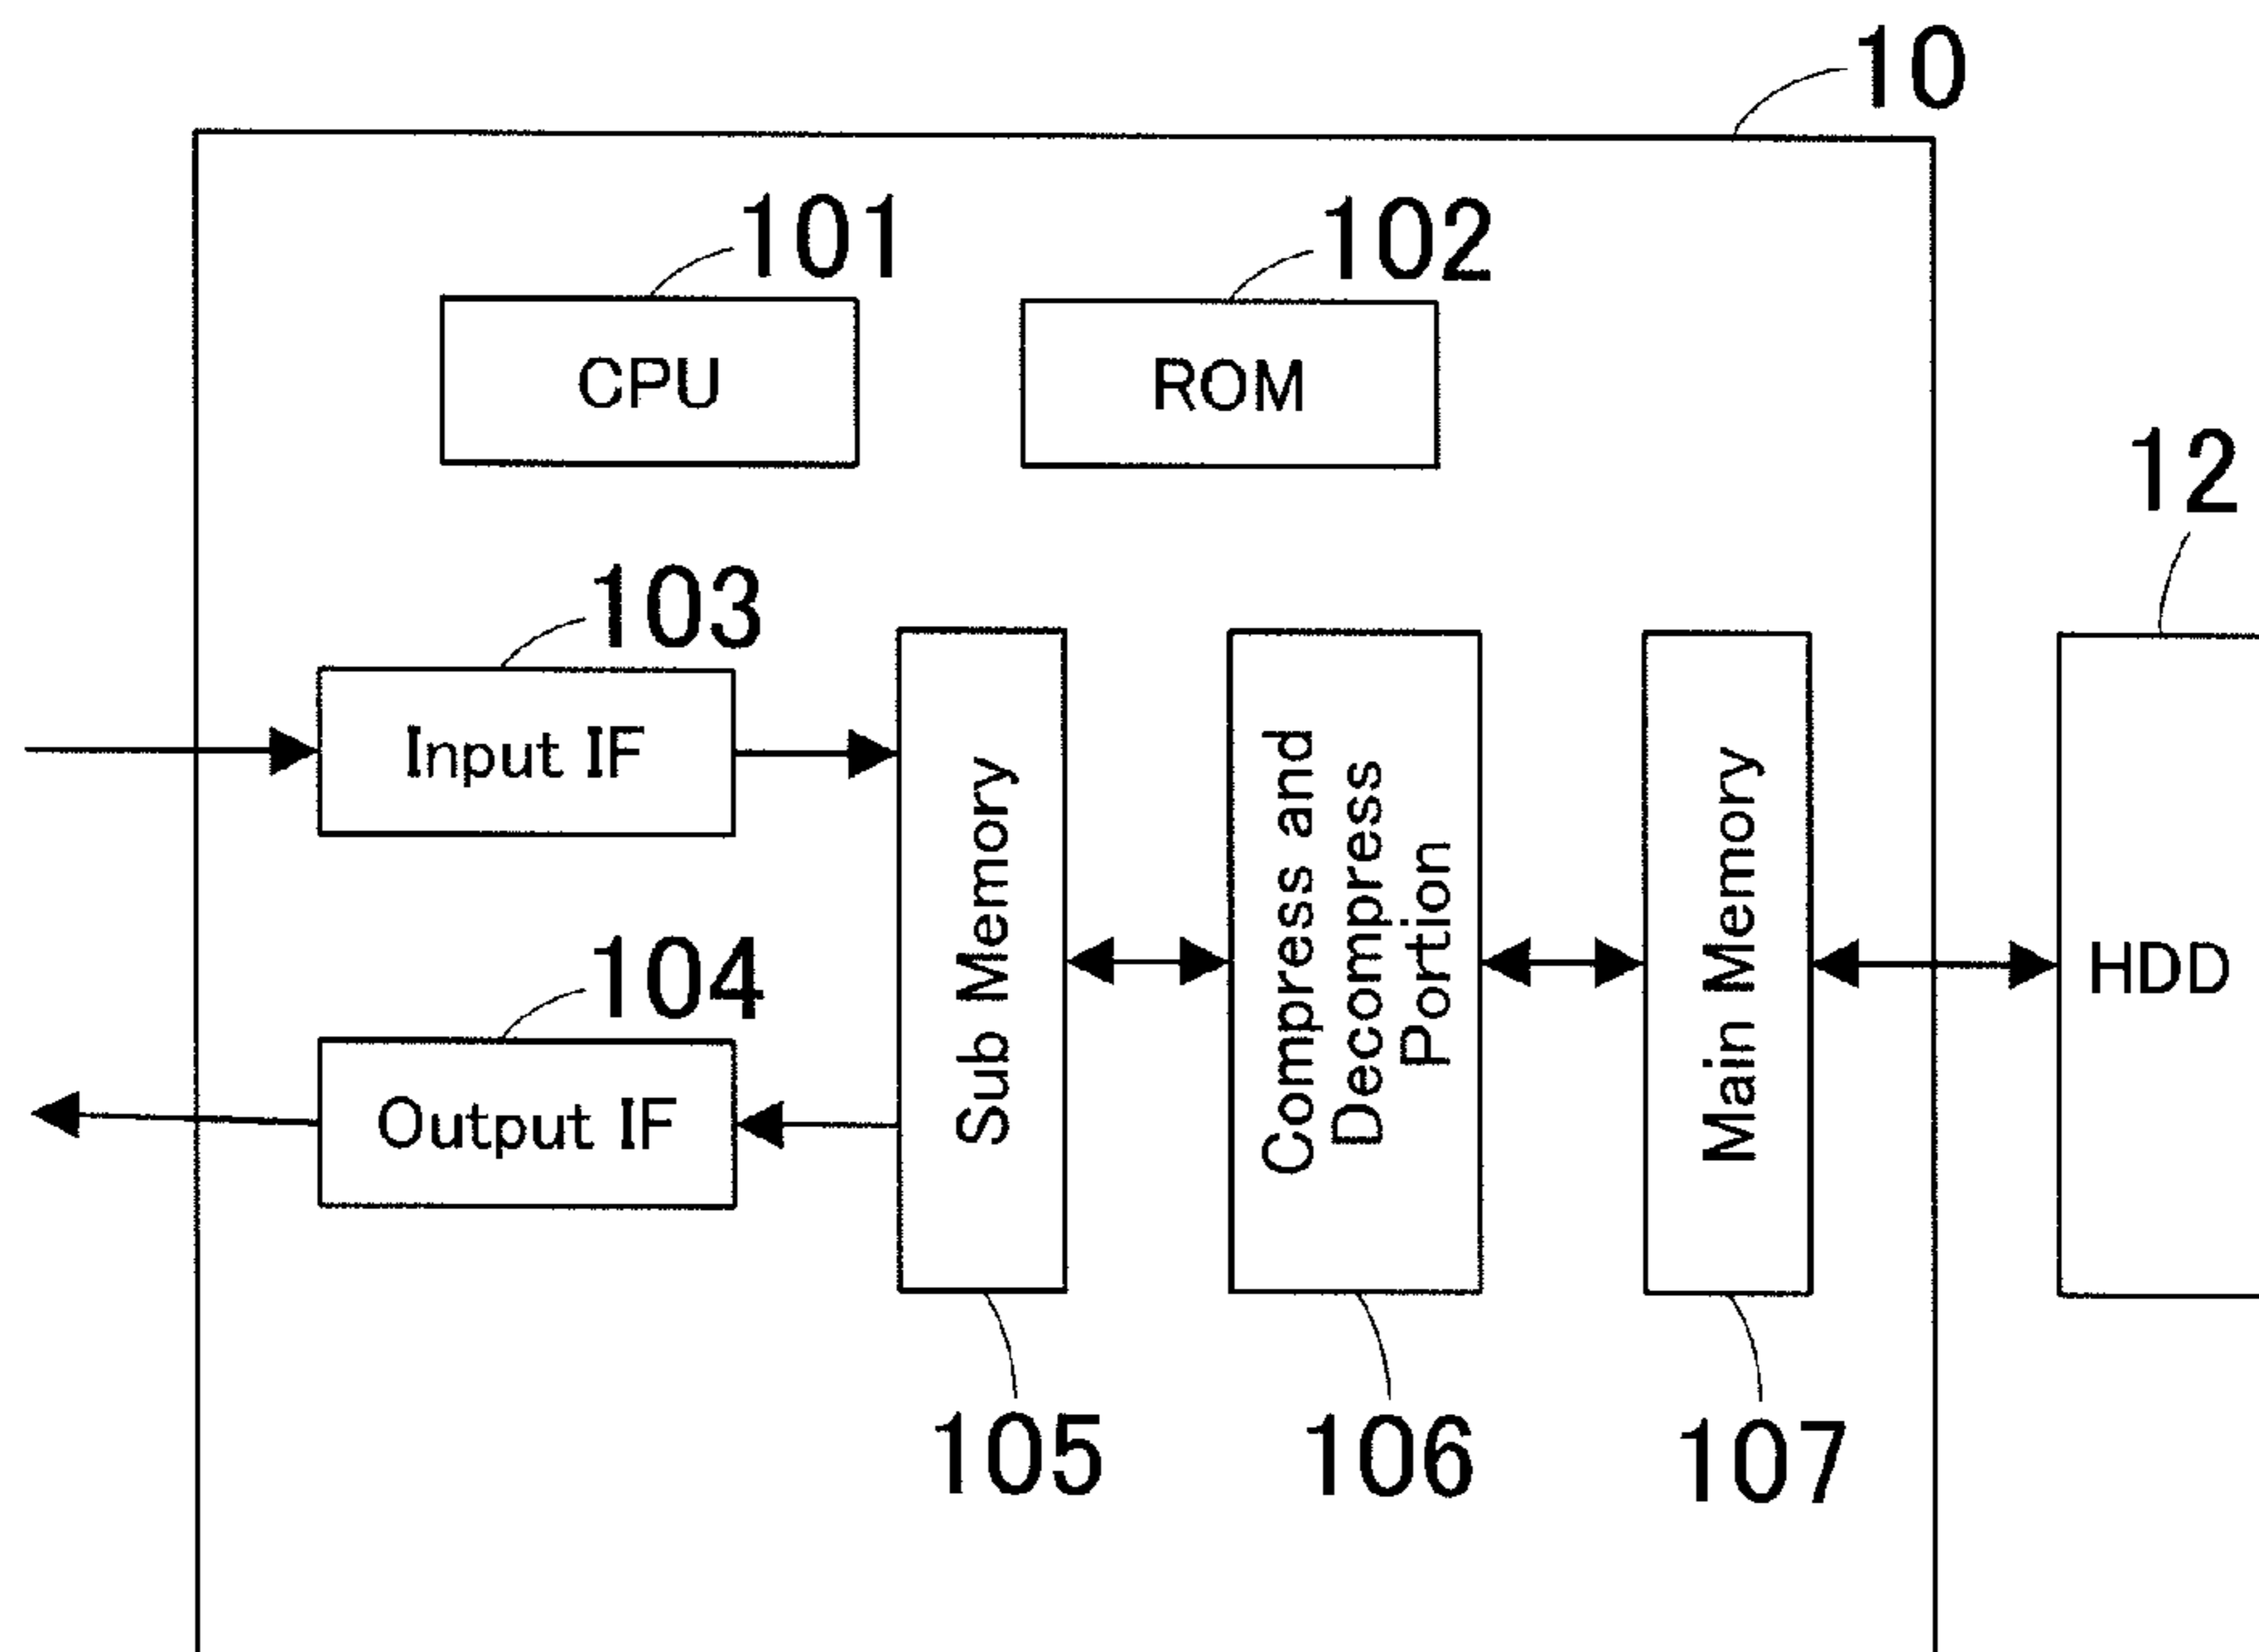 10
101
102
CPU
ROM
12
103
Input IF
104
Output IF
Sub Memory
Compress and
Decompress
Portion
Main Memory
HDD
105
106
107